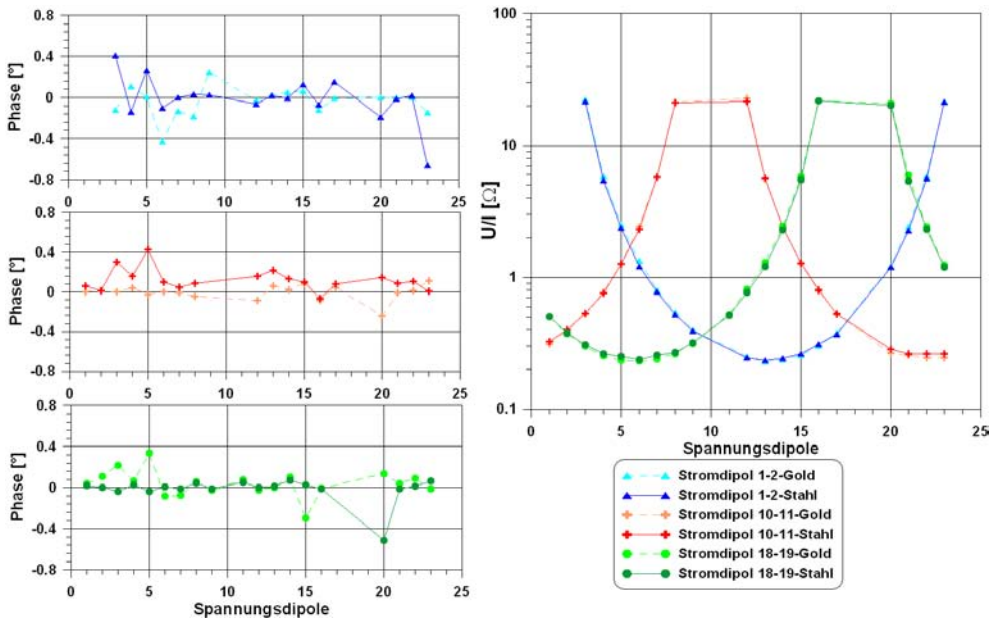 0.8
0.4
0
-0.4
-0.8
Phase [°]
0 5 10 15 20 25
0.8
0.4
0
-0.4
-0.8
Phase [°]
0 5 10 15 20 25
0.8
0.4
0
-0.4
-0.8
Phase [°]
0 5 10 15 20 25
Spannungsdipole
100
10
1
0.1
U/I [Ω]
0 5 10 15 20 25
Spannungsdipole
Stromdipol 1-2-Gold
Stromdipol 1-2-Stahl
Stromdipol 10-11-Gold
Stromdipol 10-11-Stahl
Stromdipol 18-19-Gold
Stromdipol 18-19-Stahl